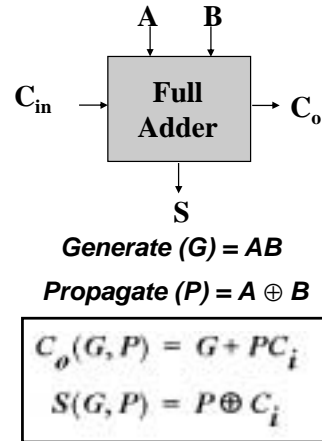 A B
C_in Full Adder C_o
S
Generate (G) = AB
Propagate (P) = A ⊕ B
C_o(G, P) = G + PC_i
S(G, P) = P ⊕ C_i